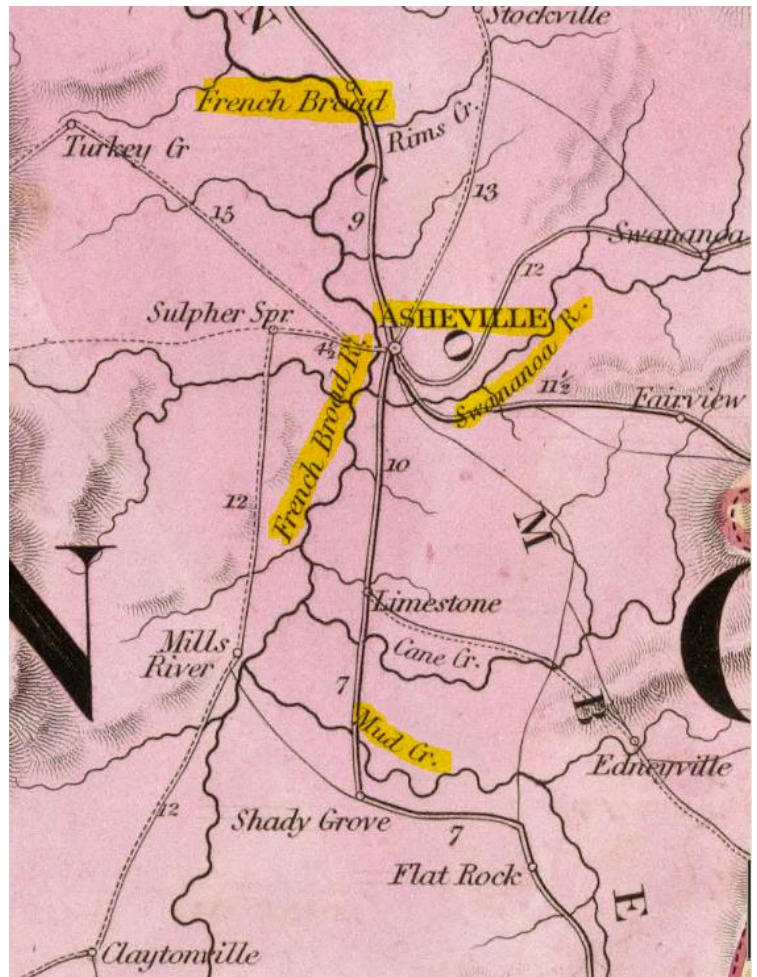 Stockville
N
French Broad
Rims Cr.
Turkey Cr
C
15
9
13
Swananoa
12
Sulpher Spr.
ASHEVILLE
O
4½
French Broad R.
Swananoa R.
11½
Fairview
10
12
M
N
Limestone
O
Cane Cr.
Mills
River
7
B
Mud Cr.
Edneyville
12
Shady Grove
7
Flat Rock
E
Claytonville